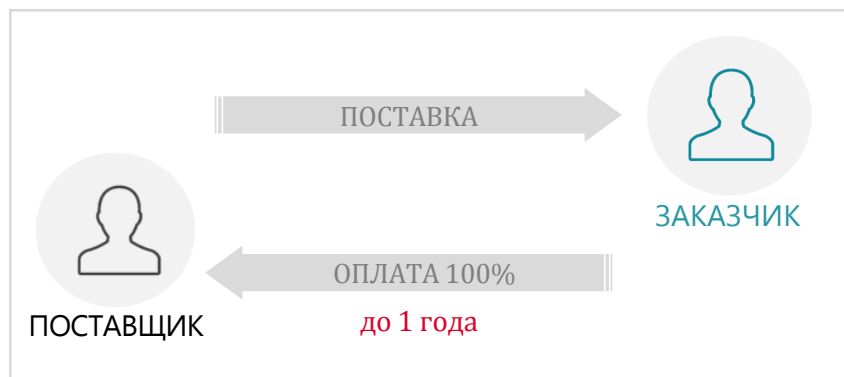 ПОСТАВКА
ЗАКАЗЧИК
ОПЛАТА 100%
ПОСТАВЩИК
до 1 года